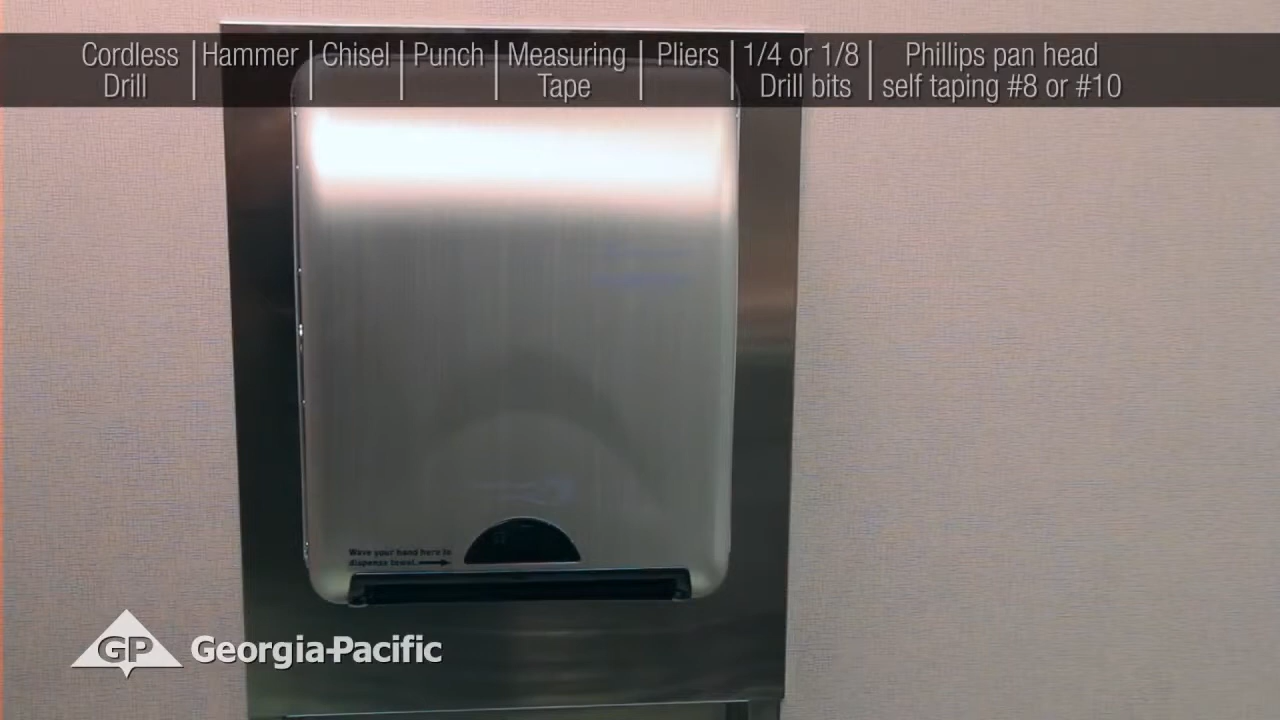 Cordless Drill
Hammer
Chisel
Punch
Measuring Tape
Pliers
1/4 or 1/8 Drill bits
Phillips pan head self taping #8 or #10
Wave your hand here to
dispense towel.
GP Georgia-Pacific